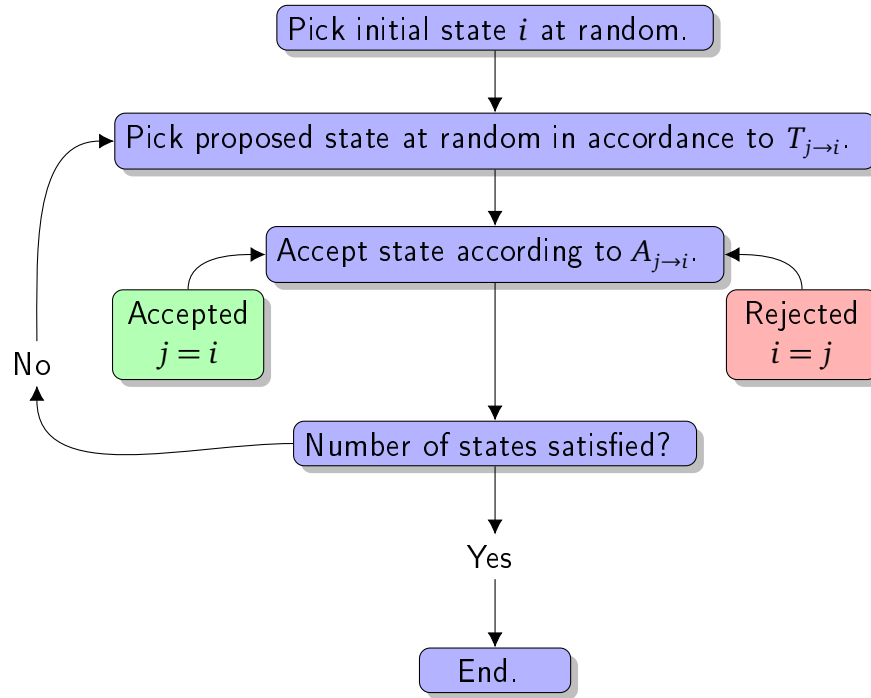 Pick initial state i at random.
Pick proposed state at random in accordance to T_{j→i}.
Accept state according to A_{j→i}.
Accepted
j = i
Rejected
i = j
No
Number of states satisfied?
Yes
End.